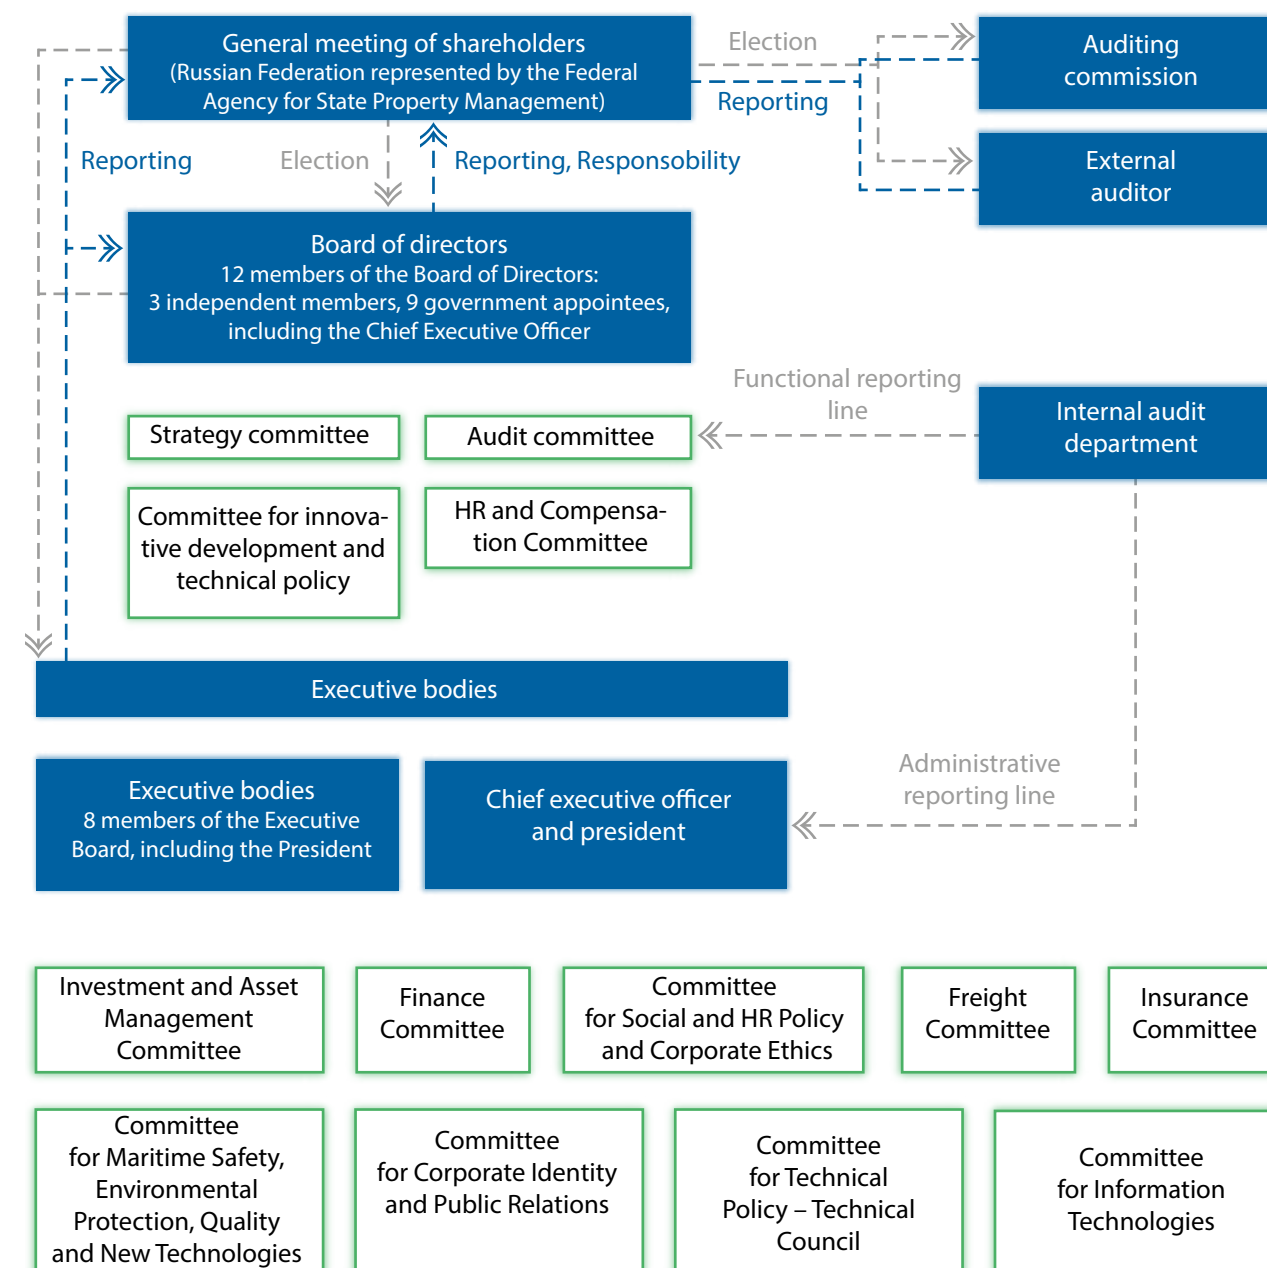 General meeting of shareholders
(Russian Federation represented by the Federal
Agency for State Property Management)
Election
Reporting
Auditing
commission
External
auditor
Reporting
Election
Reporting, Responsobility
Board of directors
12 members of the Board of Directors:
3 independent members, 9 government appointees,
including the Chief Executive Officer
Functional reporting
line
Internal audit
department
Strategy committee
Audit committee
Committee for innova-
tive development and
technical policy
HR and Compensa-
tion Committee
Executive bodies
Executive bodies
8 members of the Executive
Board, including the President
Chief executive officer
and president
Administrative
reporting line
Investment and Asset
Management
Committee
Finance
Committee
Committee
for Social and HR Policy
and Corporate Ethics
Freight
Committee
Insurance
Committee
Committee
for Maritime Safety,
Environmental
Protection, Quality
and New Technologies
Committee
for Corporate Identity
and Public Relations
Committee
for Technical
Policy – Technical
Council
Committee
for Information
Technologies